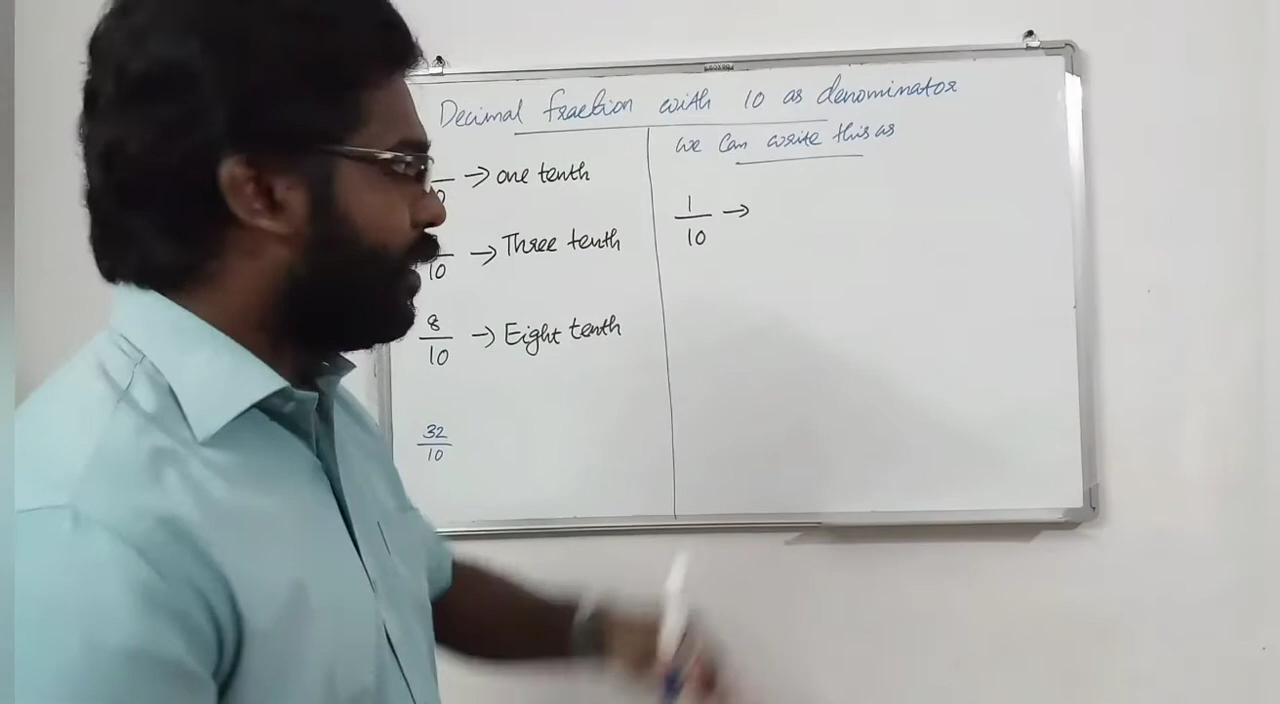 Decimal fraction with 10 as denominator
→ one tenth
10 → Three tenth
8/10 → Eight tenth
32/10
we can write this as
1/10 →